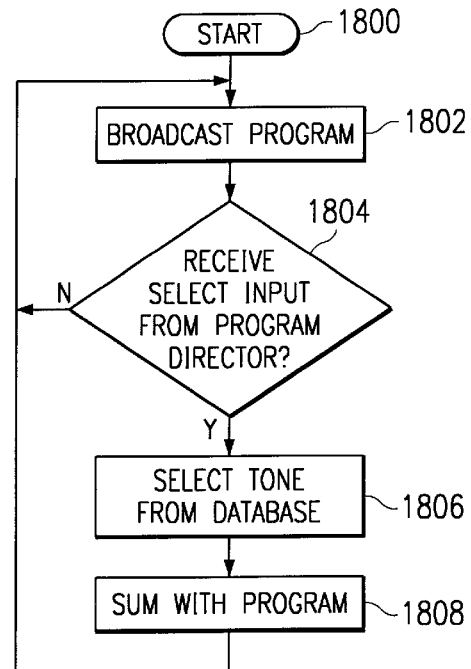 START
1800
BROADCAST PROGRAM
1802
1804
RECEIVE
SELECT INPUT
FROM PROGRAM
DIRECTOR?
N
Y
SELECT TONE
FROM DATABASE
1806
SUM WITH PROGRAM
1808